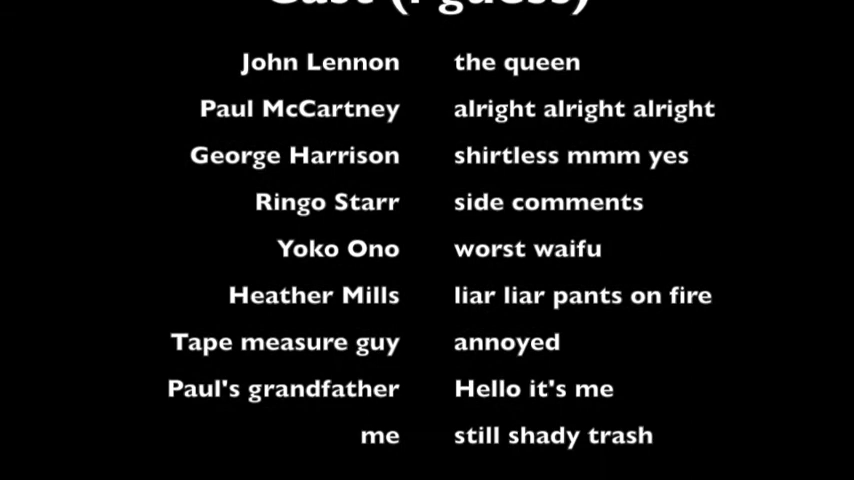 Cast (I guess)
John Lennon the queen
Paul McCartney alright alright alright
George Harrison shirtless mmm yes
Ringo Starr side comments
Yoko Ono worst waifu
Heather Mills liar liar pants on fire
Tape measure guy annoyed
Paul's grandfather Hello it's me
me still shady trash